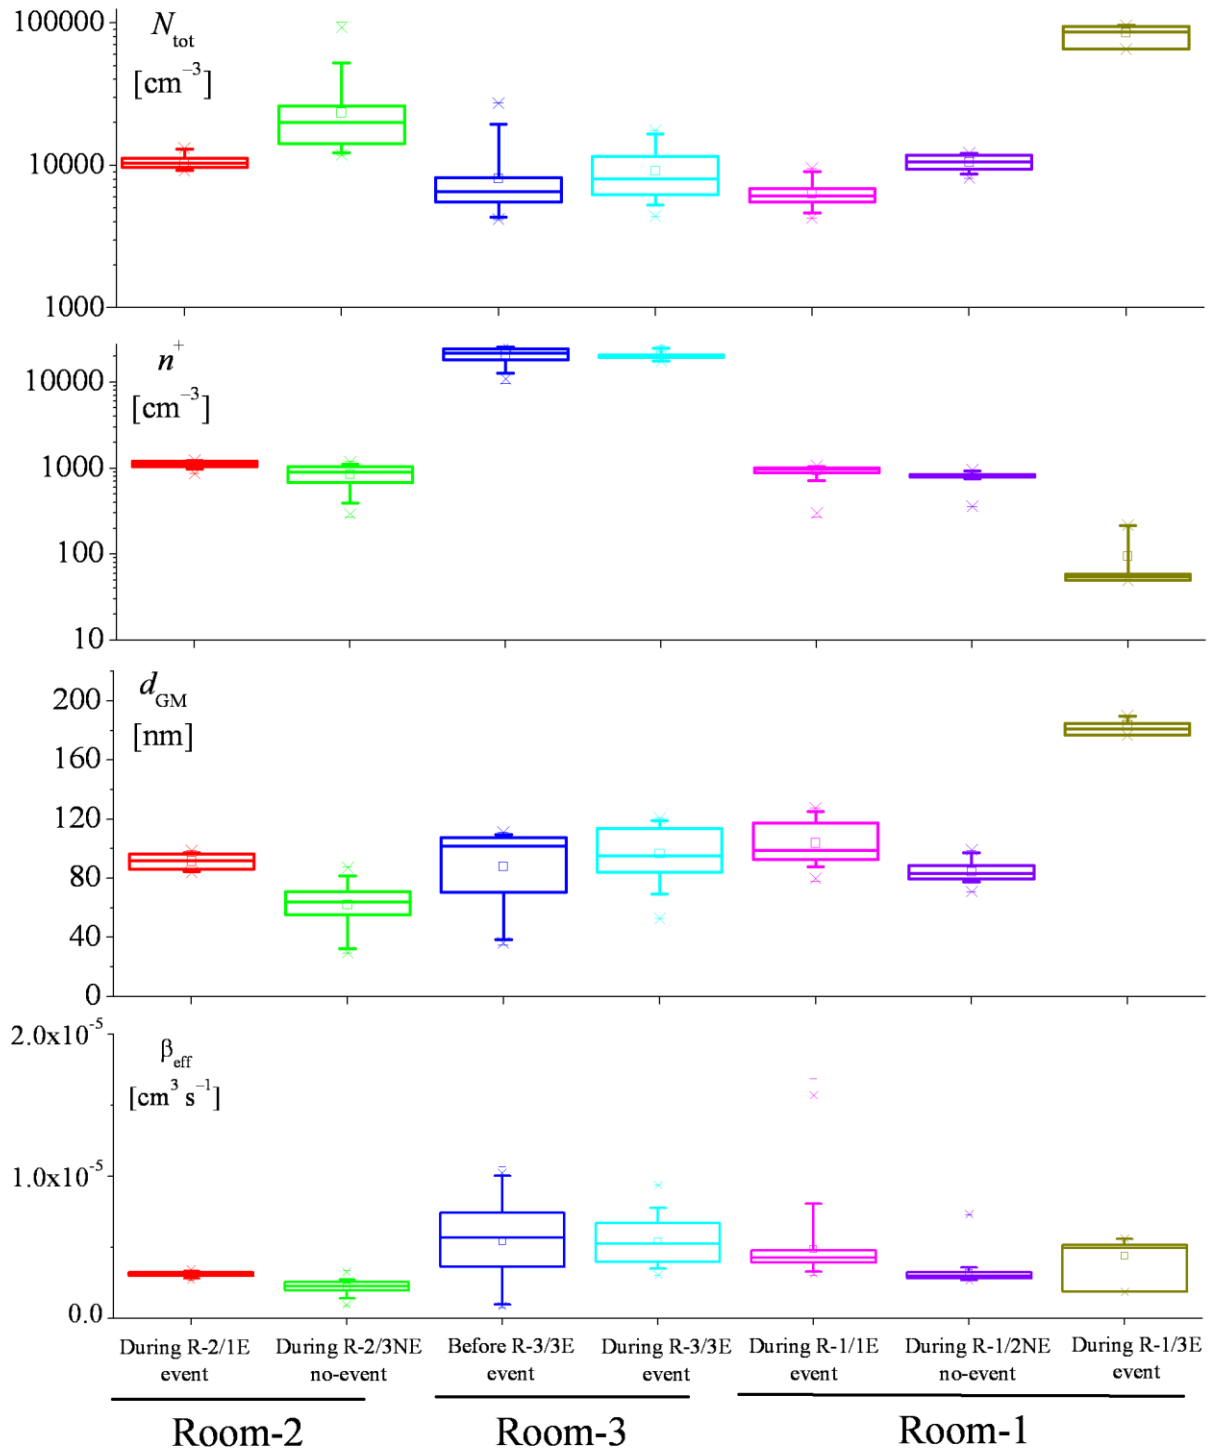 100000
N_tot
[cm⁻³]
10000
1000
n⁺
10000
[cm⁻³]
1000
100
10
d_GM
200
[nm]
160
120
80
40
0
2.0x10⁻⁵
β_eff
[cm³ s⁻¹]
1.0x10⁻⁵
0.0
During R-2/1E During R-2/3NE Before R-3/3E During R-3/3E During R-1/1E During R-1/2NE During R-1/3E
event no-event event event event no-event event
Room-2 Room-3 Room-1